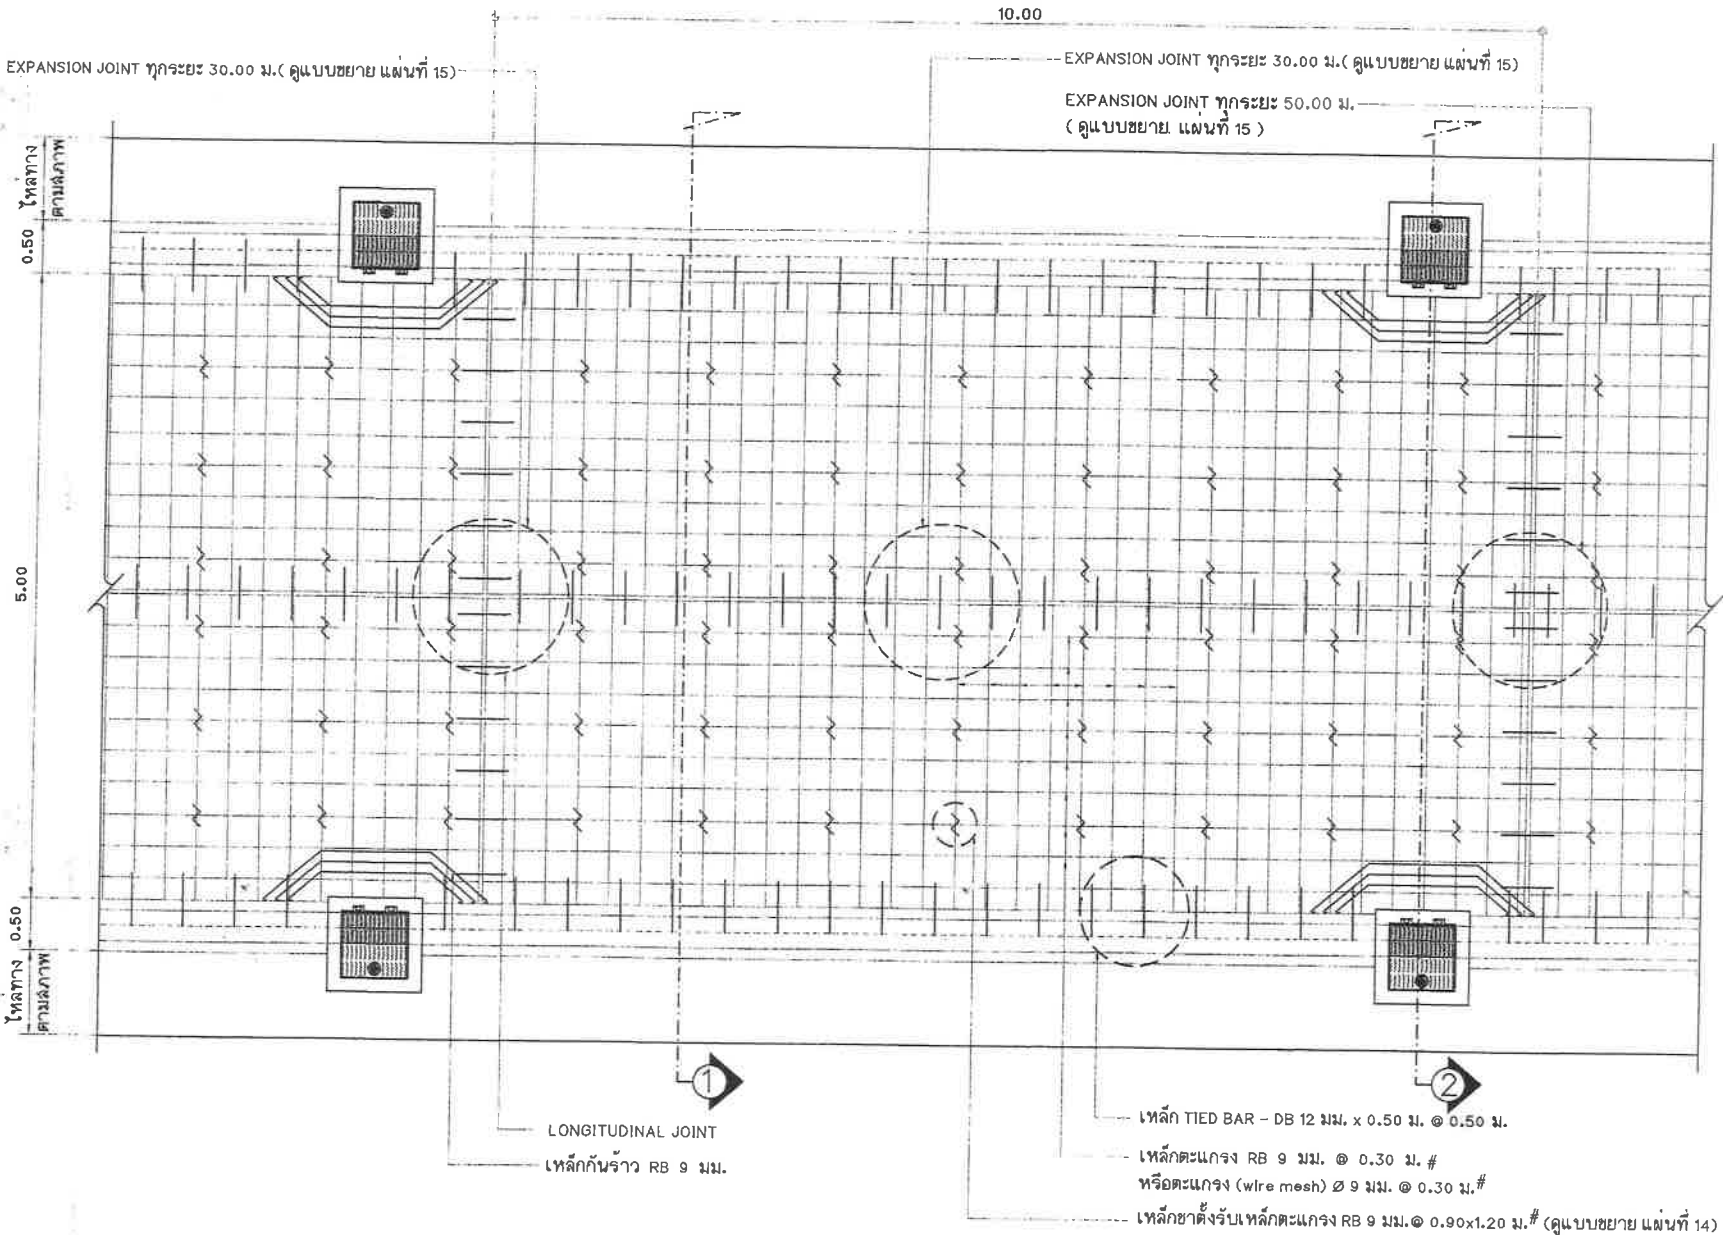 10.00
EXPANSION JOINT ทุกระยะ 30.00 ม.( ดูแบบขยาย แผ่นที่ 15)
EXPANSION JOINT ทุกระยะ 30.00 ม.( ดูแบบขยาย แผ่นที่ 15)
EXPANSION JOINT ทุกระยะ 50.00 ม.
( ดูแบบขยาย แผ่นที่ 15 )
ไหล่ทาง
ตามสภาพ
0.50
5.00
0.50
ไหล่ทาง
ตามสภาพ
1
2
LONGITUDINAL JOINT
เหล็กกันร้าว RB 9 มม.
เหล็ก TIED BAR - DB 12 มม. x 0.50 ม. @ 0.50 ม.
เหล็กตะแกรง RB 9 มม. @ 0.30 ม. #
หรือตะแกรง (wire mesh) Ø 9 มม. @ 0.30 ม.#
เหล็กขาตั้งรับเหล็กตะแกรง RB 9 มม.@ 0.90x1.20 ม.# (ดูแบบขยาย แผ่นที่ 14)